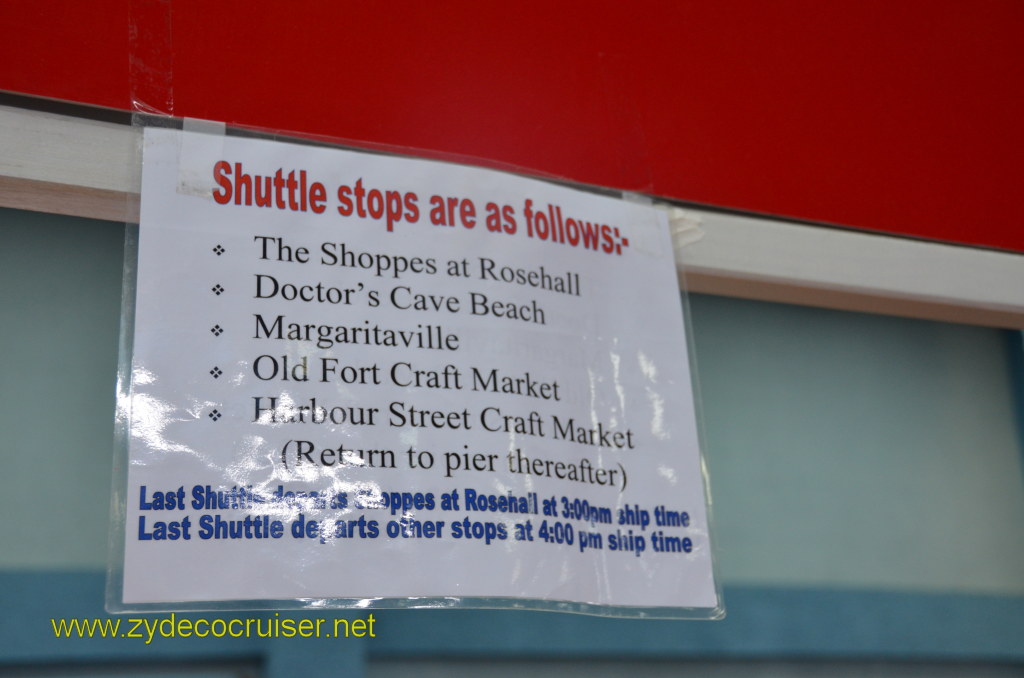 Shuttle stops are as follows:-
❖ The Shoppes at Rosehall
❖ Doctor's Cave Beach
❖ Margaritaville
❖ Old Fort Craft Market
❖ Harbour Street Craft Market
(Return to pier thereafter)
Last Shuttle departs Shoppes at Rosehall at 3:00pm ship time
Last Shuttle departs other stops at 4:00 pm ship time
www.zydecocruiser.net